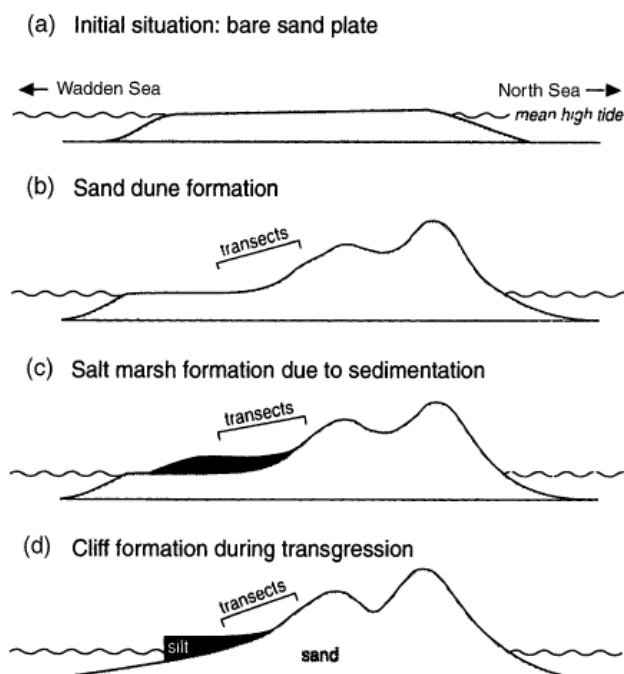 (a) Initial situation: bare sand plate
← Wadden Sea North Sea →
mean high tide
(b) Sand dune formation
transects
(c) Salt marsh formation due to sedimentation
transects
(d) Cliff formation during transgression
transects
silt
sand